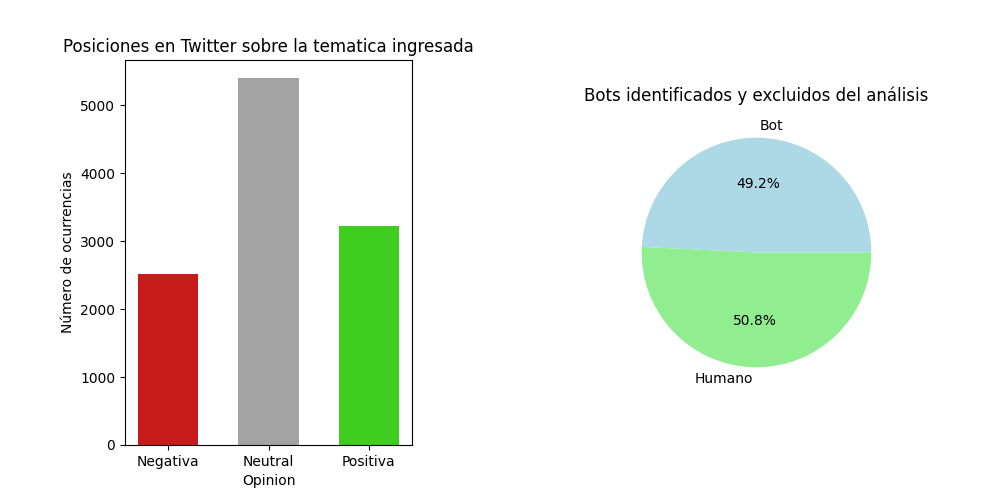 Posiciones en Twitter sobre la tematica ingresada
Número de ocurrencias
5000
4000
3000
2000
1000
0
Negativa
Neutral
Positiva
Opinion
Bots identificados y excluidos del análisis
Bot
49.2%
50.8%
Humano